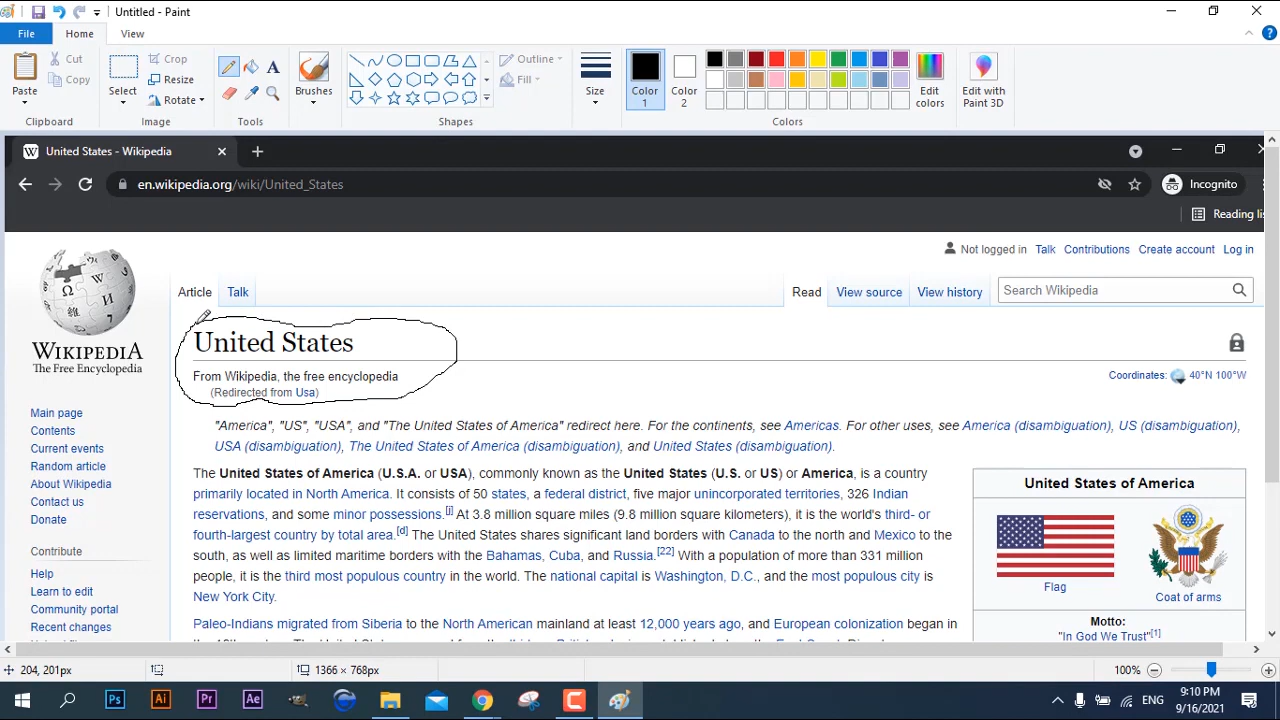 Untitled - Paint
File
Home
View
Paste
Cut
Copy
Clipboard
Select
Crop
Resize
Rotate
Image
A
Tools
Brushes
Outline
Fill
Shapes
Size
Color 1
Color 2
Edit colors
Colors
Edit with Paint 3D
W
United States - Wikipedia
en.wikipedia.org/wiki/United_States
Incognito
Reading lis
Not logged in
Talk
Contributions
Create account
Log in
WIKIPEDIA
The Free Encyclopedia
Article
Talk
Read
View source
View history
Search Wikipedia
United States
From Wikipedia, the free encyclopedia
(Redirected from Usa)
Coordinates: 40°N 100°W
Main page
Contents
Current events
Random article
About Wikipedia
Contact us
Donate
Contribute
Help
Learn to edit
Community portal
Recent changes
"America", "US", "USA", and "The United States of America" redirect here. For the continents, see Americas. For other uses, see America (disambiguation), US (disambiguation),
USA (disambiguation), The United States of America (disambiguation), and United States (disambiguation).
The United States of America (U.S.A. or USA), commonly known as the United States (U.S. or US) or America, is a country
primarily located in North America. It consists of 50 states, a federal district, five major unincorporated territories, 326 Indian
reservations, and some minor possessions.[j] At 3.8 million square miles (9.8 million square kilometers), it is the world's third- or
fourth-largest country by total area.[d] The United States shares significant land borders with Canada to the north and Mexico to the
south, as well as limited maritime borders with the Bahamas, Cuba, and Russia.[22] With a population of more than 331 million
people, it is the third most populous country in the world. The national capital is Washington, D.C., and the most populous city is
New York City.
Paleo-Indians migrated from Siberia to the North American mainland at least 12,000 years ago, and European colonization began in
United States of America
Flag
Coat of arms
Motto:
"In God We Trust"[1]
204, 201px
1366 × 768px
100%
Ps
Ai
Pr
Ae
ENG
9:10 PM
9/16/2021